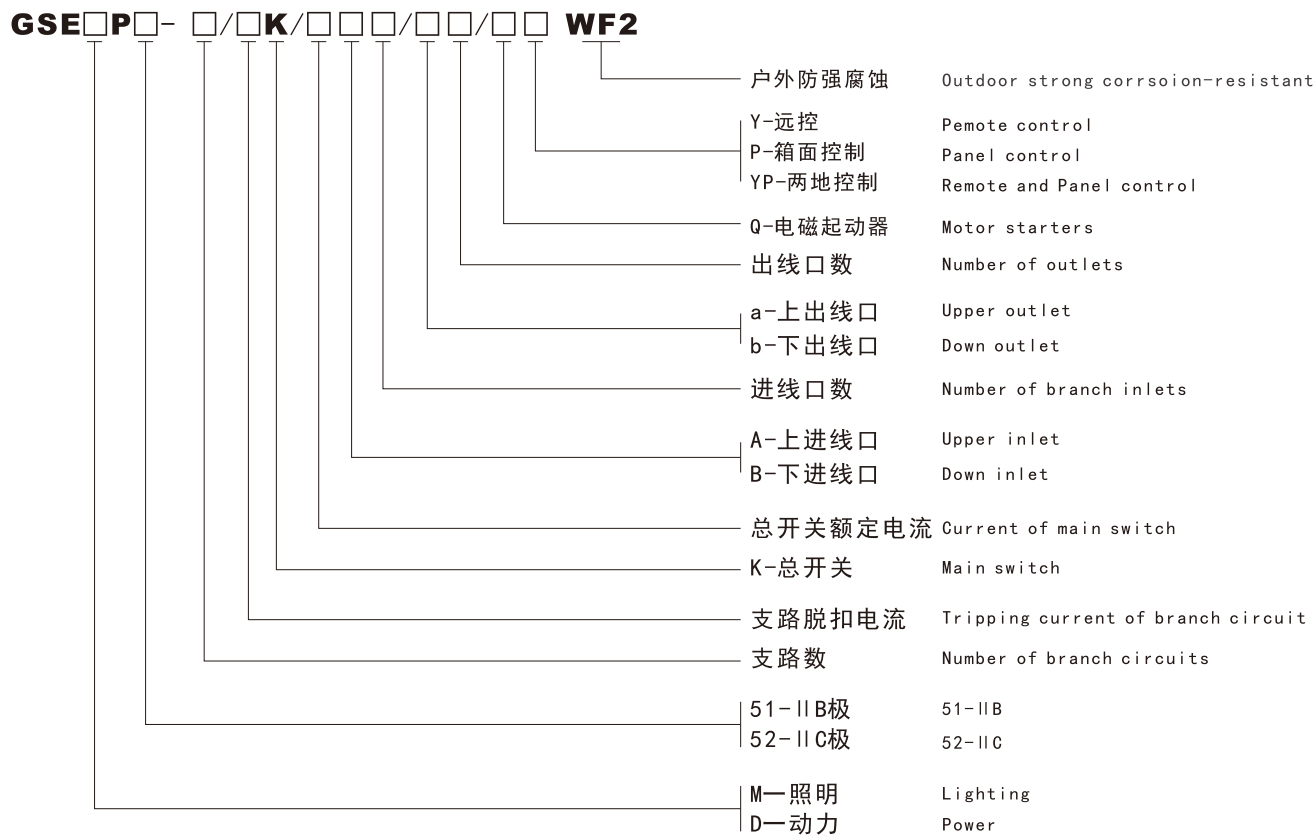 GSE□P□- □/□K/□□□/□□/□□ WF2
户外防强腐蚀 Outdoor strong corrsoion-resistant
Y-远控 Pemote control
P-箱面控制 Panel control
YP-两地控制 Remote and Panel control
Q-电磁起动器 Motor starters
出线口数 Number of outlets
a-上出线口 Upper outlet
b-下出线口 Down outlet
进线口数 Number of branch inlets
A-上进线口 Upper inlet
B-下进线口 Down inlet
总开关额定电流 Current of main switch
K-总开关 Main switch
支路脱扣电流 Tripping current of branch circuit
支路数 Number of branch circuits
51-IIB极 51-IIB
52-IIC极 52-IIC
M—照明 Lighting
D—动力 Power